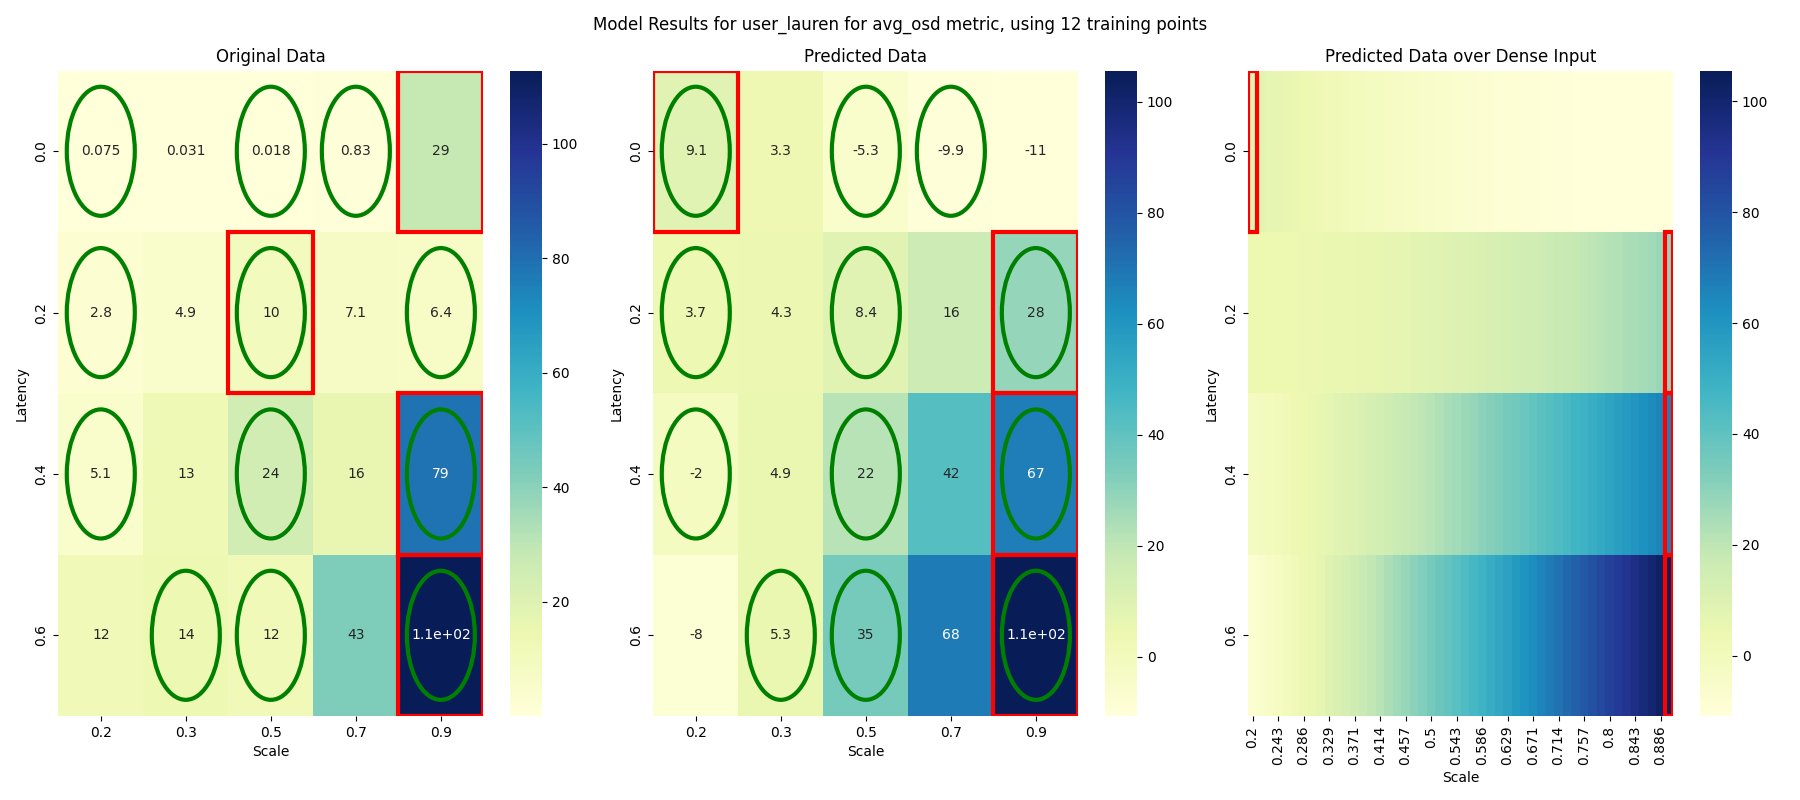 Model Results for user_lauren for avg_osd metric, using 12 training points
Original Data
0.0
0.075 0.031 0.018 0.83 29
0.2
2.8 4.9 10 7.1 6.4
0.4
5.1 13 24 16 79
0.6
12 14 12 43 1.1e+02
Latency
0.2 0.3 0.5 0.7 0.9
Scale
100
80
60
40
20
Predicted Data
0.0
9.1 3.3 -5.3 -9.9 -11
0.2
3.7 4.3 8.4 16 28
0.4
-2 4.9 22 42 67
0.6
-8 5.3 35 68 1.1e+02
Latency
0.2 0.3 0.5 0.7 0.9
Scale
100
80
60
40
20
0
Predicted Data over Dense Input
0.0
0.2
0.4
0.6
Latency
0.2 0.243 0.286 0.329 0.371 0.414 0.457 0.5 0.543 0.586 0.629 0.671 0.714 0.757 0.8 0.843 0.886
Scale
100
80
60
40
20
0